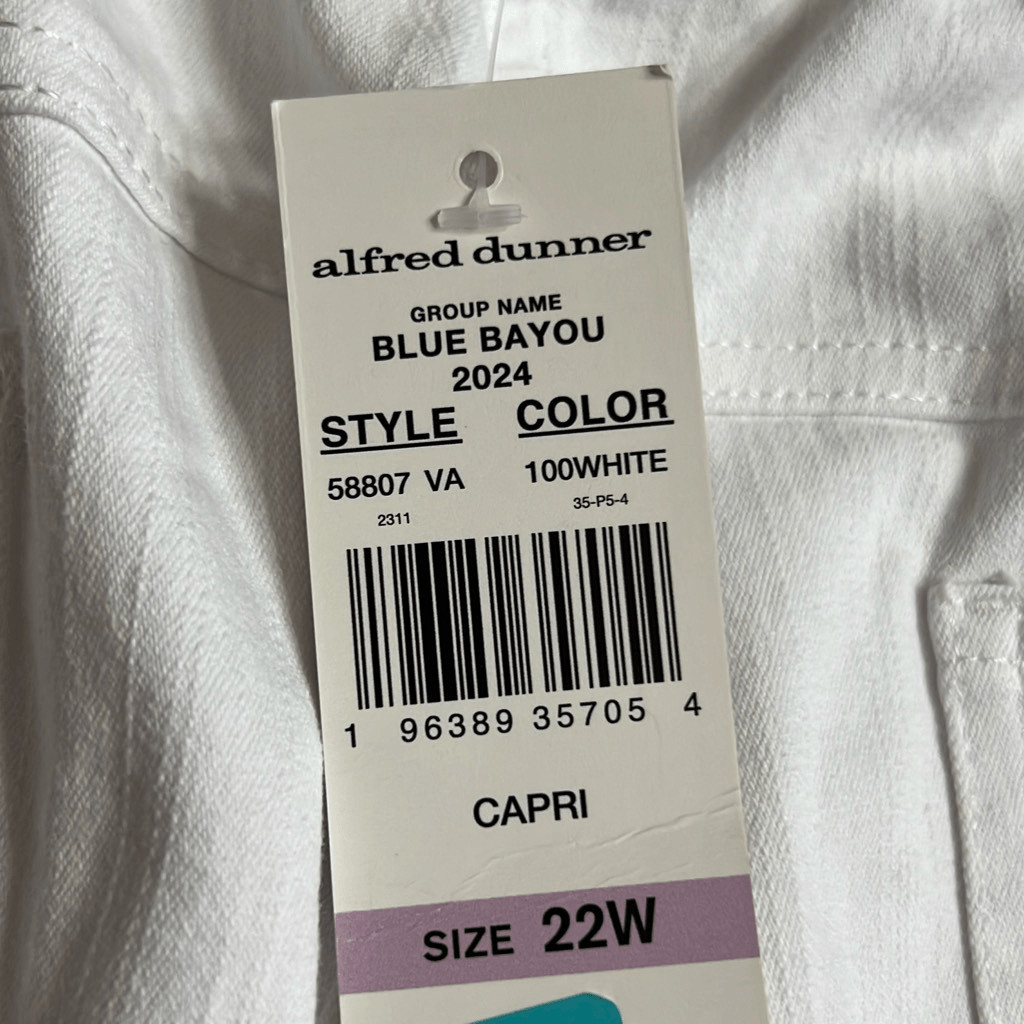 alfred dunner
GROUP NAME
BLUE BAYOU
2024
STYLE COLOR
58807 VA 100WHITE
2311 35-P5-4
1 96389 35705 4
CAPRI
SIZE 22W